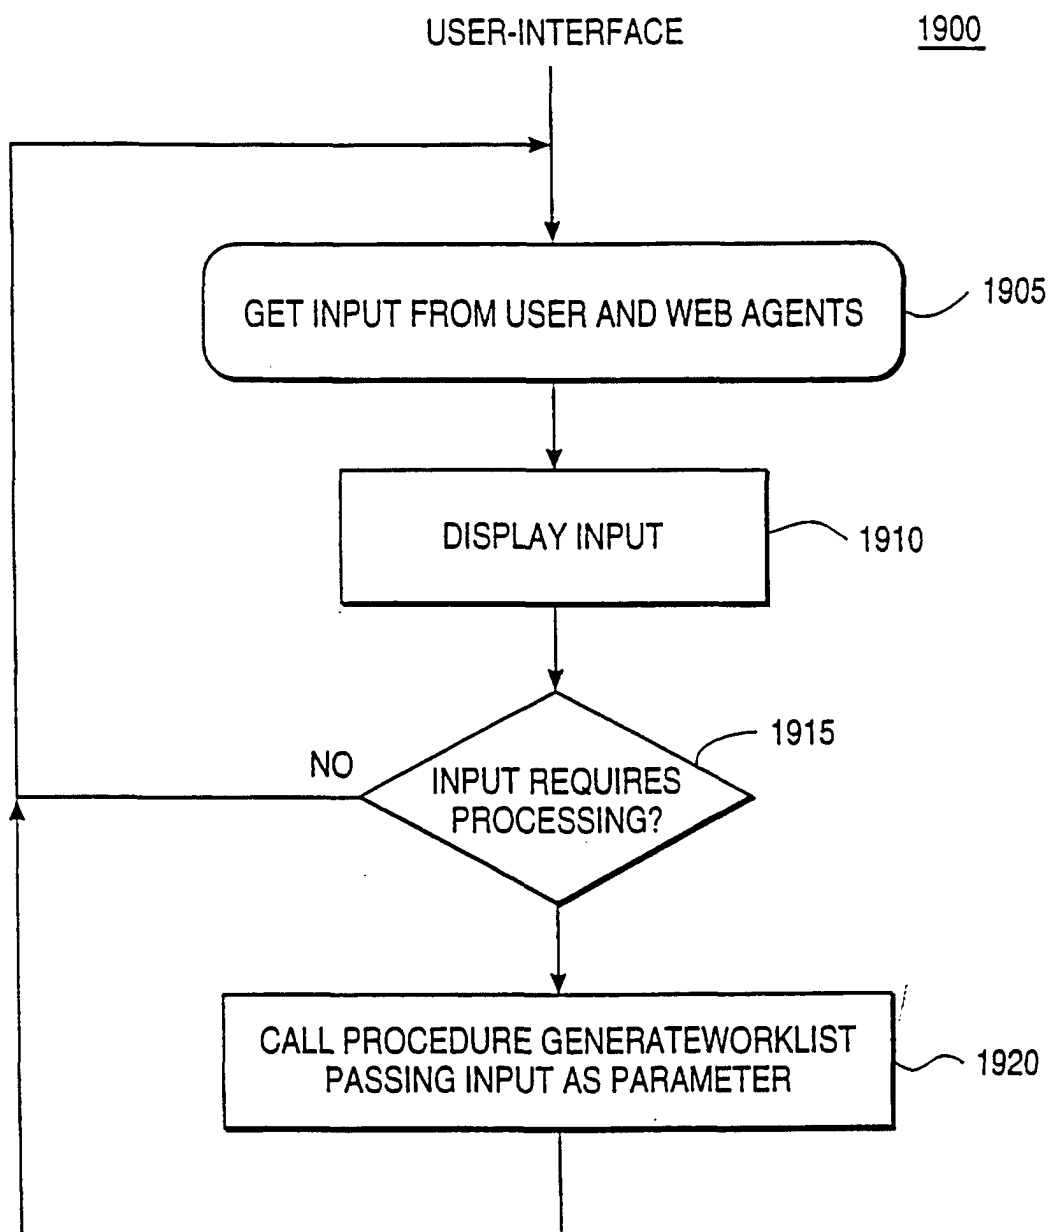 USER-INTERFACE
1900
GET INPUT FROM USER AND WEB AGENTS
1905
DISPLAY INPUT
1910
1915
NO
INPUT REQUIRES
PROCESSING?
CALL PROCEDURE GENERATEWORKLIST
PASSING INPUT AS PARAMETER
1920